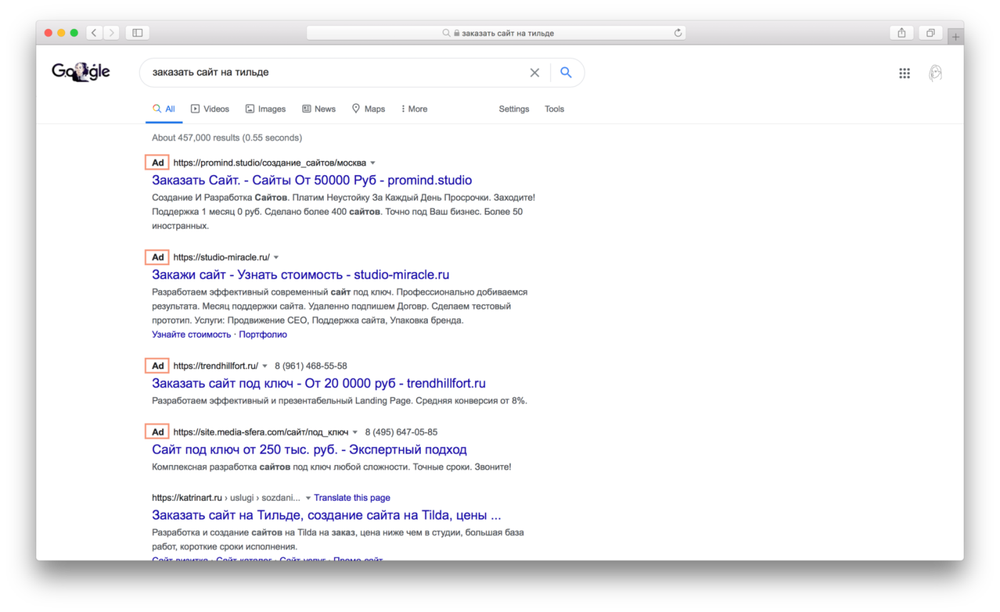 заказать сайт на тильде
Google
заказать сайт на тильде
All Videos Images News Maps More Settings Tools
About 457,000 results (0.55 seconds)
Ad https://promind.studio/создание_сайтов/москва
Заказать Сайт. - Сайты От 50000 Руб - promind.studio
Создание И Разработка Сайтов. Платим Неустойку За Каждый День Просрочки. Заходите!
Поддержка 1 месяц 0 руб. Сделано более 400 сайтов. Точно под Ваш бизнес. Более 50
иностранных.
Ad https://studio-miracle.ru/
Закажи сайт - Узнать стоимость - studio-miracle.ru
Разработаем эффективный современный сайт под ключ. Профессионально добиваемся
результата. Месяц поддержки сайта. Удаленно подпишем Договр. Сделаем тестовый
прототип. Услуги: Продвижение СЕО, Поддержка сайта, Упаковка бренда.
Узнайте стоимость · Портфолио
Ad https://trendhillfort.ru/ 8 (961) 468-55-58
Заказать сайт под ключ - От 20 0000 руб - trendhillfort.ru
Разработаем эффективный и презентабельный Landing Page. Средняя конверсия от 8%.
Ad https://site.media-sfera.com/сайт/под_ключ 8 (495) 647-05-85
Сайт под ключ от 250 тыс. руб. - Экспертный подход
Комплексная разработка сайтов под ключ любой сложности. Точные сроки. Звоните!
https://katrinart.ru › uslugi › sozdani... Translate this page
Заказать сайт на Тильде, создание сайта на Tilda, цены ...
Разработка и создание сайтов на Tilda на заказ, цена ниже чем в студии, большая база
работ, короткие сроки исполнения.
Сайт-визитка · Сайт-каталог · Сайт услуг · Промо-сайт